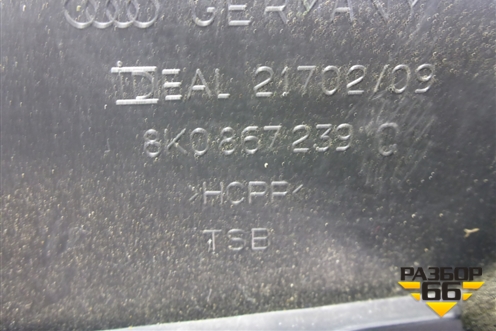 GERMANY
IDEAL 21702/09
8K0 867 239 C
>HCPP<
TSB
РАЗБОР
66